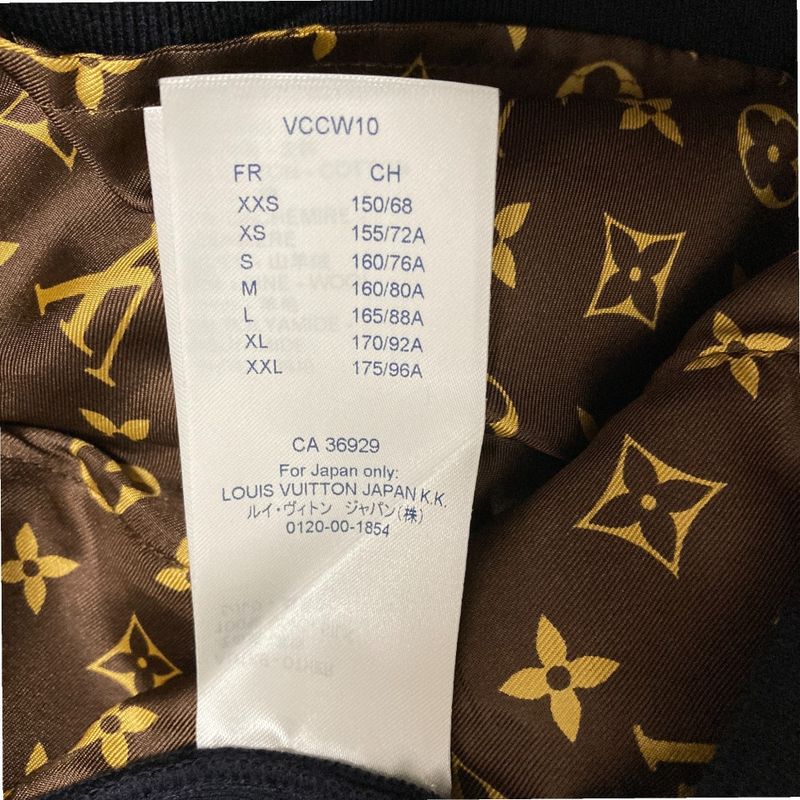 VCCW10
FR CH
XXS 150/68
XS 155/72A
S 160/76A
M 160/80A
L 165/88A
XL 170/92A
XXL 175/96A
CA 36929
For Japan only:
LOUIS VUITTON JAPAN K.K.
ルイ・ヴィトン ジャパン(株)
0120-00-1854